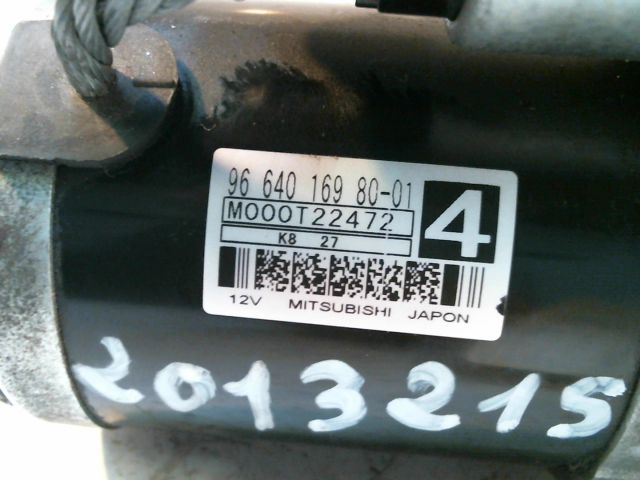 96 640 169 80-01
4
M000T22472
K8 27
12V MITSUBISHI JAPON
2013215